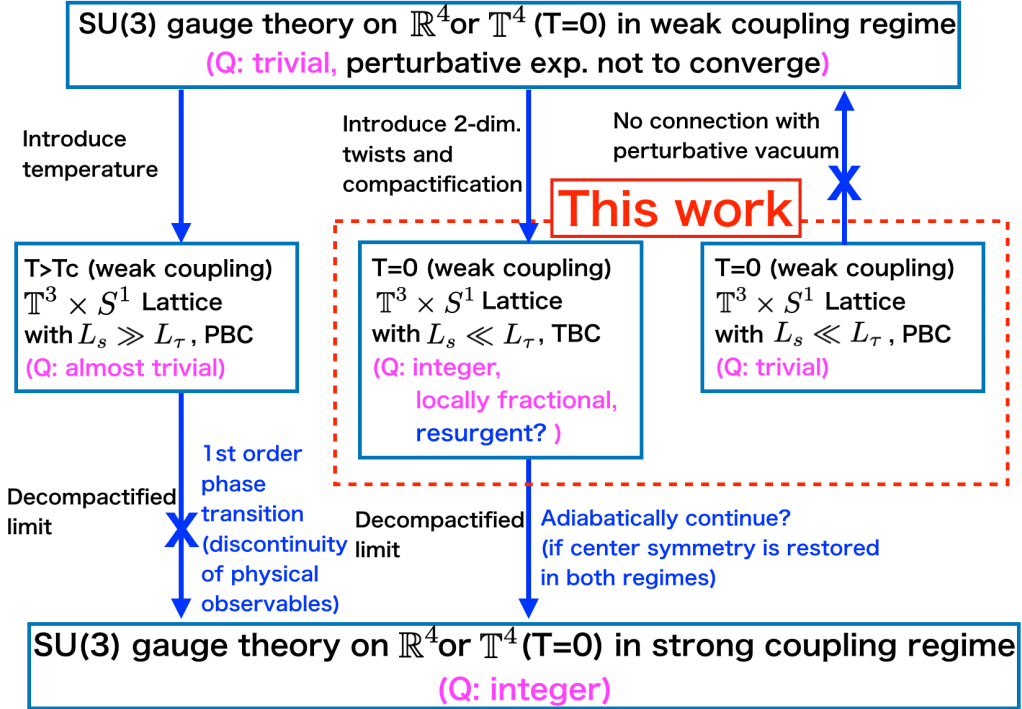 SU(3) gauge theory on ℝ⁴or 𝕋⁴ (T=0) in weak coupling regime
(Q: trivial, perturbative exp. not to converge)
Introduce
temperature
Introduce 2-dim.
twists and
compactification
No connection with
perturbative vacuum
X
This work
T>Tc (weak coupling)
𝕋³ × S¹ Lattice
with L_s ≫ L_τ , PBC
(Q: almost trivial)
T=0 (weak coupling)
𝕋³ × S¹ Lattice
with L_s ≪ L_τ, TBC
(Q: integer,
locally fractional,
resurgent? )
T=0 (weak coupling)
𝕋³ × S¹ Lattice
with L_s ≪ L_τ , PBC
(Q: trivial)
Decompactified
limit
X
1st order
phase
transition
(discontinuity
of physical
observables)
Decompactified
limit
Adiabatically continue?
(if center symmetry is restored
in both regimes)
SU(3) gauge theory on ℝ⁴or 𝕋⁴(T=0) in strong coupling regime
(Q: integer)